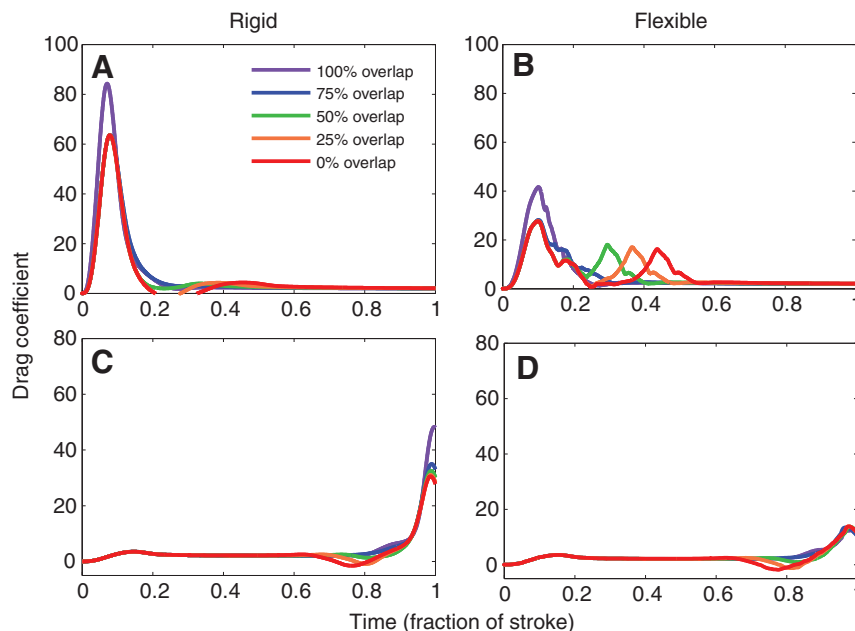 Rigid
Flexible
A
B
100% overlap
75% overlap
50% overlap
25% overlap
0% overlap
100
80
60
40
20
0
0 0.2 0.4 0.6 0.8 1
100
80
60
40
20
0
0 0.2 0.4 0.6 0.8 1
Drag coefficient
C
D
80
60
40
20
0
0 0.2 0.4 0.6 0.8 1
80
60
40
20
0
0 0.2 0.4 0.6 0.8 1
Time (fraction of stroke)